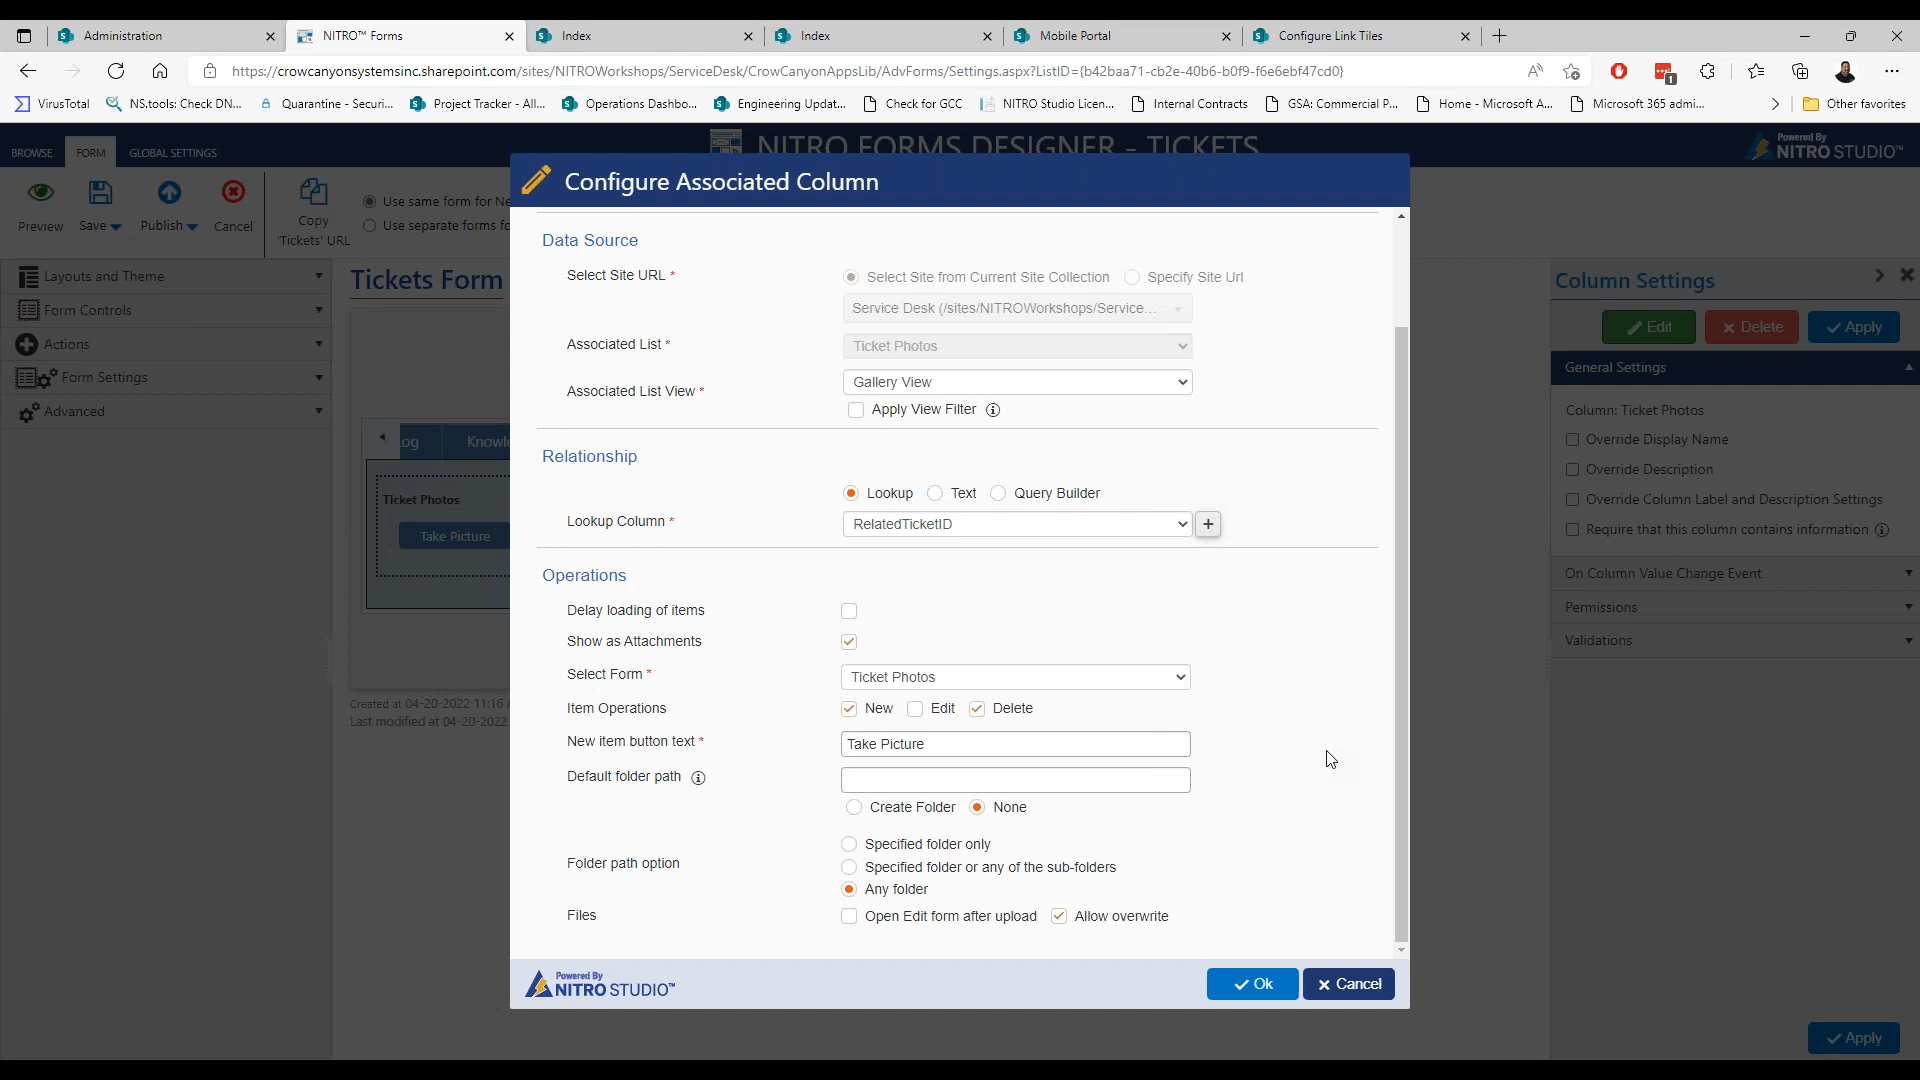 Administration
NITRO™ Forms
Index
Index
Mobile Portal
Configure Link Tiles
https://crowcanyonsystemsinc.sharepoint.com/sites/NITROWorkshops/ServiceDesk/CrowCanyonAppsLib/AdvForms/Settings.aspx?ListID={b42baa71-cb2e-40b6-b0f9-f6e6ebf47cd0}
1
VirusTotal
NS.tools: Check DN...
Quarantine - Securi...
Project Tracker - All...
Operations Dashbo...
Engineering Updat...
Check for GCC
NITRO Studio Licen...
Internal Contracts
GSA: Commercial P...
Home - Microsoft A...
Microsoft 365 admi...
Other favorites
BROWSE
FORM
GLOBAL SETTINGS
NITRO FORMS DESIGNER - TICKETS
Powered By
NITRO STUDIO™
Preview
Save
Publish
Cancel
Copy
'Tickets' URL
Use same form for Ne
Use separate forms fo
Layouts and Theme
Form Controls
Actions
Form Settings
Advanced
Tickets Form
og
Knowle
Ticket Photos
Take Picture
Created at 04-20-2022 11:16 A
Last modified at 04-20-2022
Configure Associated Column
Data Source
Select Site URL *
Select Site from Current Site Collection
Specify Site Url
Service Desk (/sites/NITROWorkshops/Service...
Associated List *
Ticket Photos
Associated List View *
Gallery View
Apply View Filter
Relationship
Lookup
Text
Query Builder
Lookup Column *
RelatedTicketID
+
Operations
Delay loading of items
Show as Attachments
Select Form *
Ticket Photos
Item Operations
New
Edit
Delete
New item button text *
Take Picture
Default folder path
Create Folder
None
Folder path option
Specified folder only
Specified folder or any of the sub-folders
Any folder
Files
Open Edit form after upload
Allow overwrite
Powered By
NITRO STUDIO™
Ok
Cancel
Column Settings
Edit
Delete
Apply
General Settings
Column: Ticket Photos
Override Display Name
Override Description
Override Column Label and Description Settings
Require that this column contains information
On Column Value Change Event
Permissions
Validations
Apply